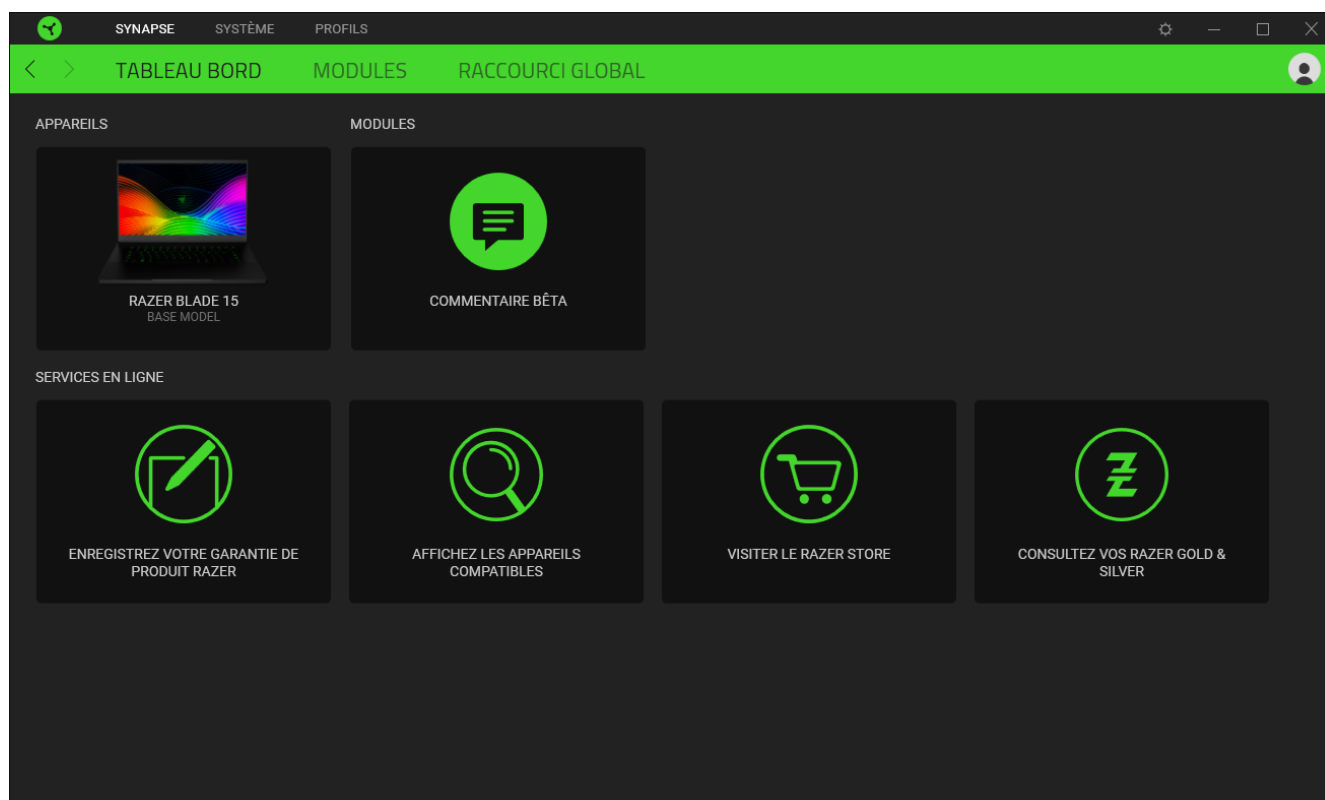 SYNAPSE SYSTÈME PROFILS
TABLEAU BORD MODULES RACCOURCI GLOBAL
APPAREILS MODULES
RAZER BLADE 15
BASE MODEL
COMMENTAIRE BÊTA
SERVICES EN LIGNE
ENREGISTREZ VOTRE GARANTIE DE
PRODUIT RAZER
AFFICHEZ LES APPAREILS
COMPATIBLES
VISITER LE RAZER STORE
CONSULTEZ VOS RAZER GOLD &
SILVER